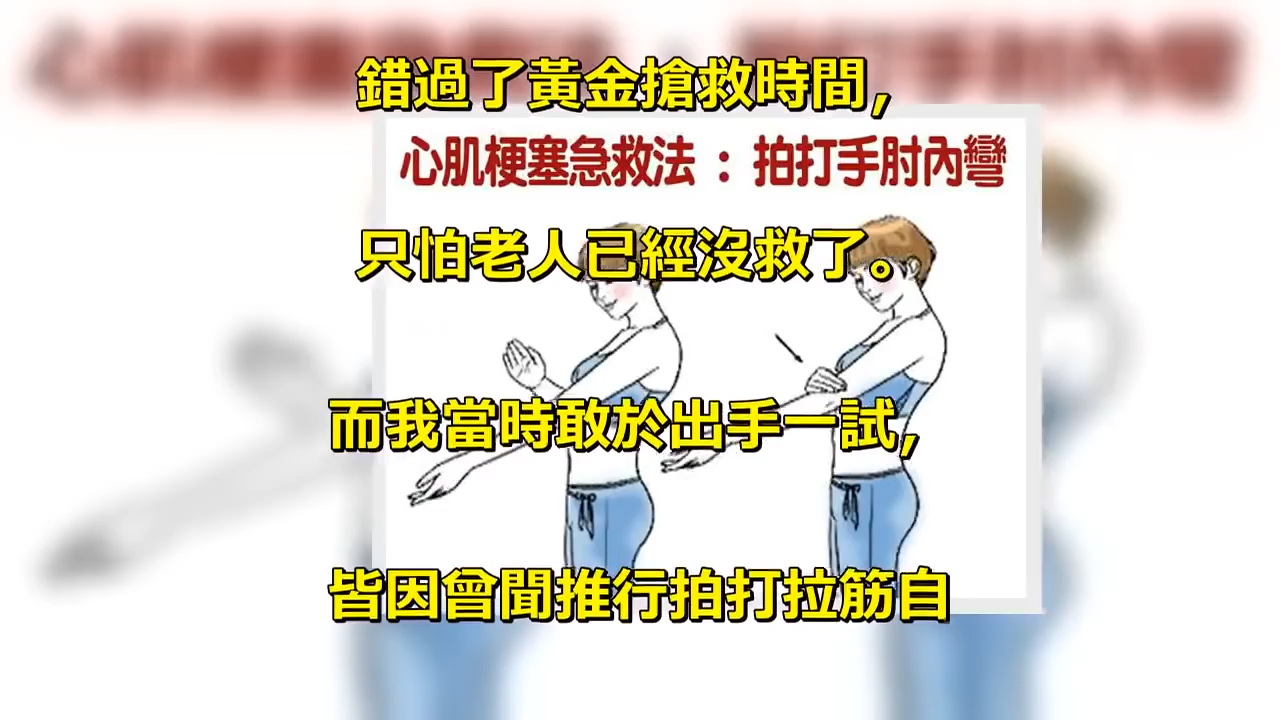 錯過了黃金搶救時間，
心肌梗塞急救法：拍打手肘內彎
只怕老人已經沒救了。
而我當時敢於出手一試，
皆因曾聞推行拍打拉筋自